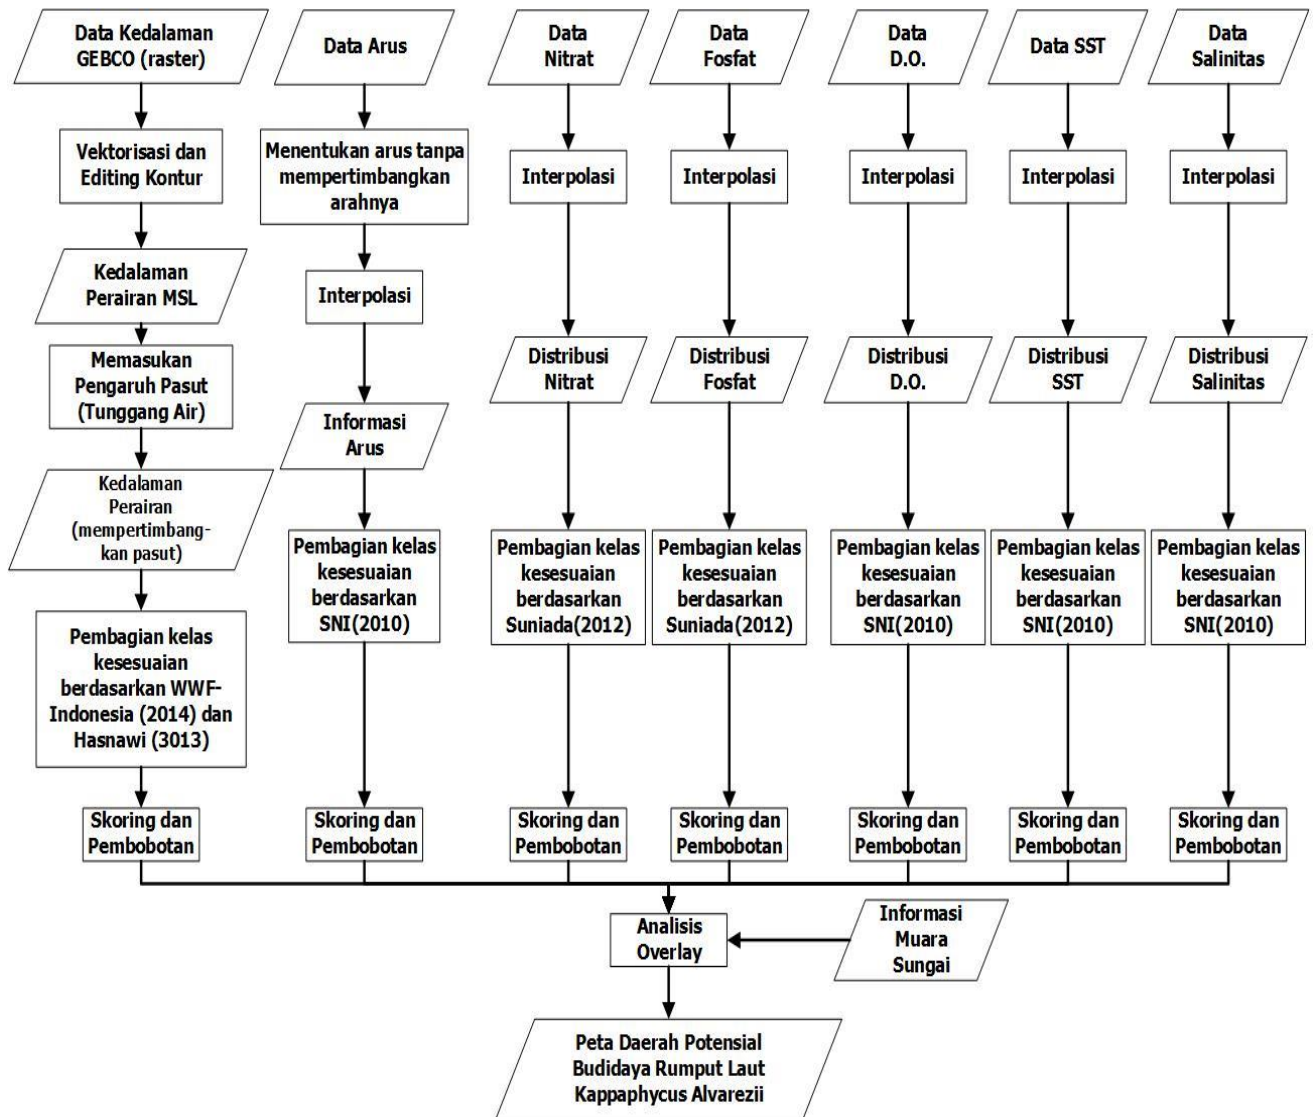 Data Kedalaman
GEBCO (raster)
Data Arus
Data
Nitrat
Data
Fosfat
Data
D.O.
Data SST
Data
Salinitas
Vektorisasi dan
Editing Kontur
Menentukan arus tanpa
mempertimbangkan
arahnya
Interpolasi
Interpolasi
Interpolasi
Interpolasi
Interpolasi
Kedalaman
Perairan MSL
Interpolasi
Memasukan
Pengaruh Pasut
(Tunggang Air)
Distribusi
Nitrat
Distribusi
Fosfat
Distribusi
D.O.
Distribusi
SST
Distribusi
Salinitas
Informasi
Arus
Kedalaman
Perairan
(mempertimbang-
kan pasut)
Pembagian kelas
kesesuaian
berdasarkan
SNI(2010)
Pembagian kelas
kesesuaian
berdasarkan
Suniada(2012)
Pembagian kelas
kesesuaian
berdasarkan
Suniada(2012)
Pembagian kelas
kesesuaian
berdasarkan
SNI(2010)
Pembagian kelas
kesesuaian
berdasarkan
SNI(2010)
Pembagian kelas
kesesuaian
berdasarkan
SNI(2010)
Pembagian kelas
kesesuaian
berdasarkan WWF-
Indonesia (2014) dan
Hasnawi (3013)
Skoring dan
Pembobotan
Skoring dan
Pembobotan
Skoring dan
Pembobotan
Skoring dan
Pembobotan
Skoring dan
Pembobotan
Skoring dan
Pembobotan
Skoring dan
Pembobotan
Analisis
Overlay
Informasi
Muara
Sungai
Peta Daerah Potensial
Budidaya Rumput Laut
Kappaphycus Alvarezii